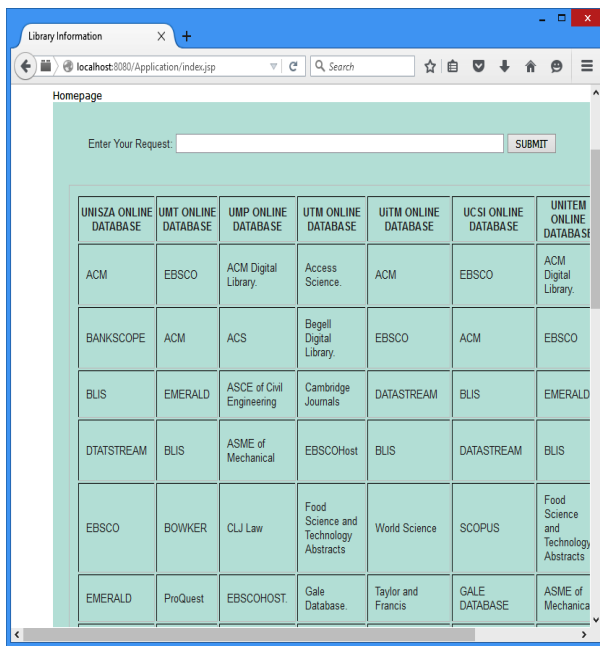 Library Information
localhost:8080/Application/index.jsp
Search
Homepage
Enter Your Request:
SUBMIT
UNISZA ONLINE DATABASE
UMT ONLINE DATABASE
UMP ONLINE DATABASE
UTM ONLINE DATABASE
UiTM ONLINE DATABASE
UCSI ONLINE DATABASE
UNITEM ONLINE DATABASE
ACM
EBSCO
ACM Digital Library.
Access Science.
ACM
EBSCO
ACM Digital Library.
BANKSCOPE
ACM
ACS
Begell Digital Library.
EBSCO
ACM
EBSCO
BLIS
EMERALD
ASCE of Civil Engineering
Cambridge Journals
DATASTREAM
BLIS
EMERALD
DTATSTREAM
BLIS
ASME of Mechanical
EBSCOHost
BLIS
DATASTREAM
BLIS
EBSCO
BOWKER
CLJ Law
Food Science and Technology Abstracts
World Science
SCOPUS
Food Science and Technology Abstracts
EMERALD
ProQuest
EBSCOHOST.
Gale Database.
Taylor and Francis
GALE DATABASE
ASME of Mechanica